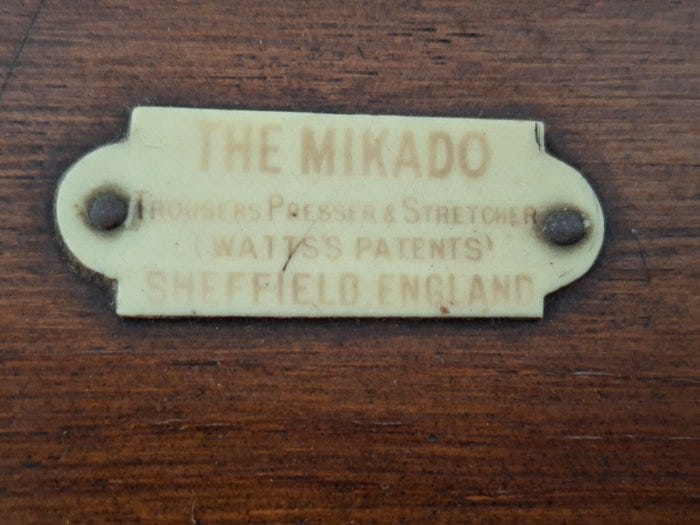 THE MIKADO
TROUSERS PRESSER & STRETCHER
(WATTS'S PATENTS)
SHEFFIELD ENGLAND